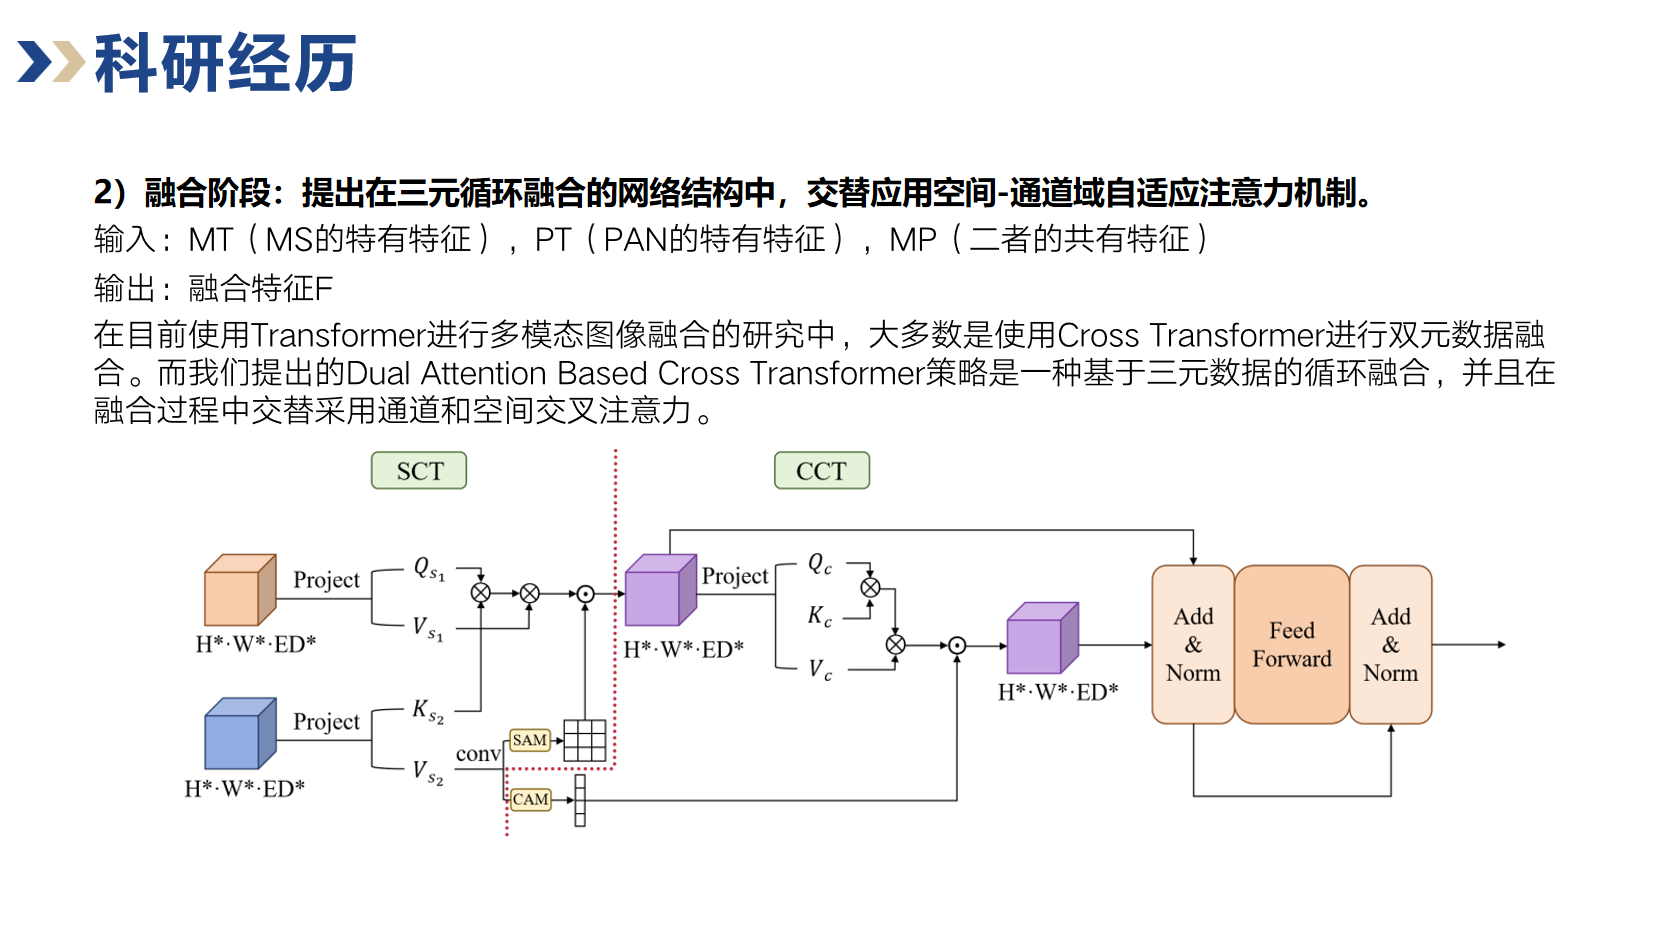 科研经历
2）融合阶段：提出在三元循环融合的网络结构中，交替应用空间-通道域自适应注意力机制。
输入：MT（MS的特有特征），PT（PAN的特有特征），MP（二者的共有特征）
输出：融合特征F
在目前使用Transformer进行多模态图像融合的研究中，大多数是使用Cross Transformer进行双元数据融
合。而我们提出的Dual Attention Based Cross Transformer策略是一种基于三元数据的循环融合，并且在
融合过程中交替采用通道和空间交叉注意力。
SCT
CCT
Project
Q_{s_1}
V_{s_1}
H*·W*·ED*
Project
K_{s_2}
V_{s_2}
H*·W*·ED*
conv
SAM
CAM
H*·W*·ED*
Project
Q_c
K_c
V_c
H*·W*·ED*
Add
&
Norm
Feed
Forward
Add
&
Norm